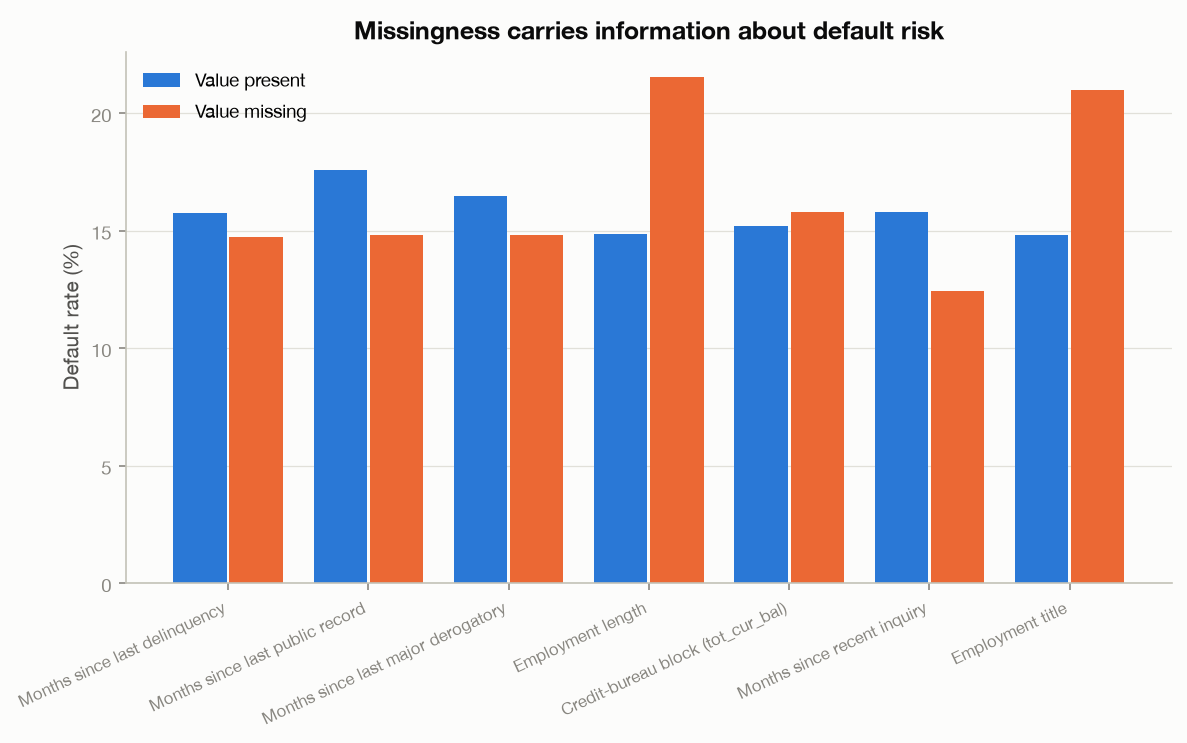 Missingness carries information about default risk
Value present
Value missing
Default rate (%)
20
15
10
5
0
Months since last delinquency
Months since last public record
Months since last major derogatory
Employment length
Credit-bureau block (tot_cur_bal)
Months since recent inquiry
Employment title